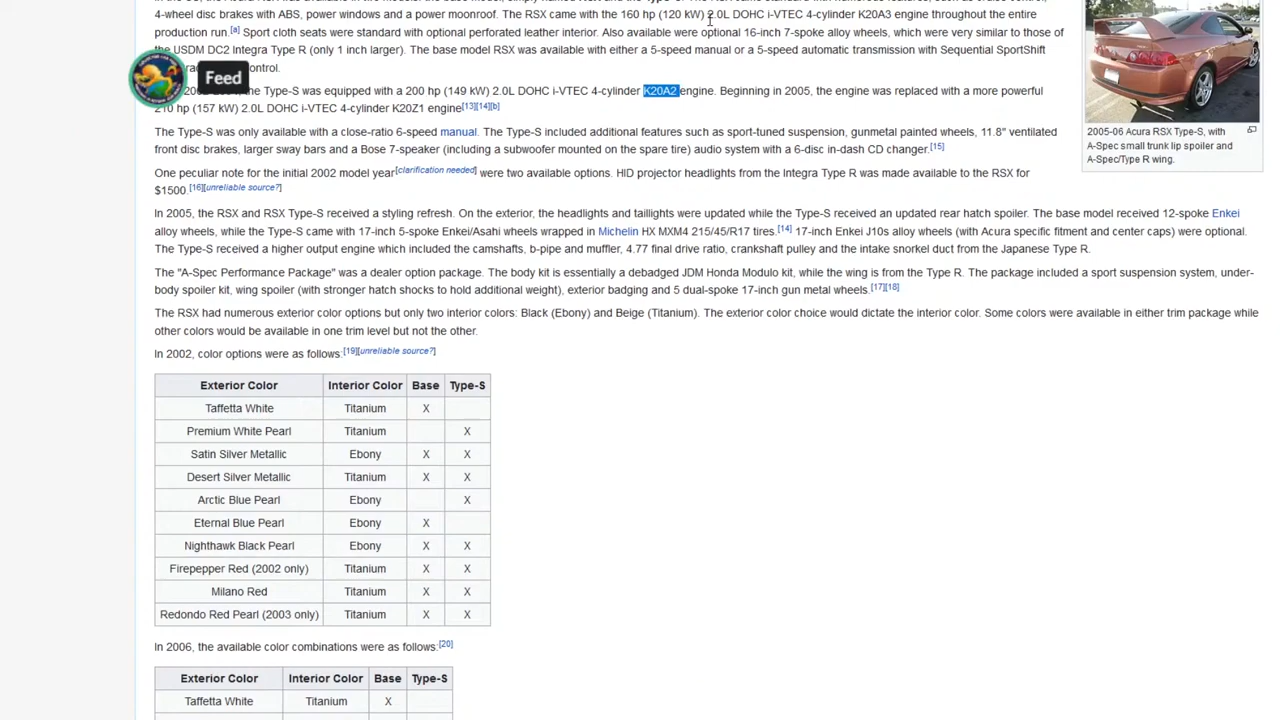 4-wheel disc brakes with ABS, power windows and a power moonroof. The RSX came with the 160 hp (120 kW) 2.0L DOHC i-VTEC 4-cylinder K20A3 engine throughout the entire
production run.[a] Sport cloth seats were standard with optional perforated leather interior. Also available were optional 16-inch 7-spoke alloy wheels, which were very similar to those of
the USDM DC2 Integra Type R (only 1 inch larger). The base model RSX was available with either a 5-speed manual or a 5-speed automatic transmission with Sequential SportShift
control.
Feed
the Type-S was equipped with a 200 hp (149 kW) 2.0L DOHC i-VTEC 4-cylinder K20A2 engine. Beginning in 2005, the engine was replaced with a more powerful
210 hp (157 kW) 2.0L DOHC i-VTEC 4-cylinder K20Z1 engine[13][14][b]
The Type-S was only available with a close-ratio 6-speed manual. The Type-S included additional features such as sport-tuned suspension, gunmetal painted wheels, 11.8" ventilated
front disc brakes, larger sway bars and a Bose 7-speaker (including a subwoofer mounted on the spare tire) audio system with a 6-disc in-dash CD changer.[15]
One peculiar note for the initial 2002 model year[clarification needed] were two available options. HID projector headlights from the Integra Type R was made available to the RSX for
$1500.[16][unreliable source?]
In 2005, the RSX and RSX Type-S received a styling refresh. On the exterior, the headlights and taillights were updated while the Type-S received an updated rear hatch spoiler. The base model received 12-spoke Enkei
alloy wheels, while the Type-S came with 17-inch 5-spoke Enkei/Asahi wheels wrapped in Michelin HX MXM4 215/45/R17 tires.[14] 17-inch Enkei J10s alloy wheels (with Acura specific fitment and center caps) were optional.
The Type-S received a higher output engine which included the camshafts, b-pipe and muffler, 4.77 final drive ratio, crankshaft pulley and the intake snorkel duct from the Japanese Type R.
The "A-Spec Performance Package" was a dealer option package. The body kit is essentially a debadged JDM Honda Modulo kit, while the wing is from the Type R. The package included a sport suspension system, under-
body spoiler kit, wing spoiler (with stronger hatch shocks to hold additional weight), exterior badging and 5 dual-spoke 17-inch gun metal wheels.[17][18]
The RSX had numerous exterior color options but only two interior colors: Black (Ebony) and Beige (Titanium). The exterior color choice would dictate the interior color. Some colors were available in either trim package while
other colors would be available in one trim level but not the other.
In 2002, color options were as follows:[19][unreliable source?]
Exterior Color Interior Color Base Type-S
Taffetta White Titanium X
Premium White Pearl Titanium X
Satin Silver Metallic Ebony X X
Desert Silver Metallic Titanium X X
Arctic Blue Pearl Ebony X
Eternal Blue Pearl Ebony X
Nighthawk Black Pearl Ebony X X
Firepepper Red (2002 only) Titanium X X
Milano Red Titanium X X
Redondo Red Pearl (2003 only) Titanium X X
In 2006, the available color combinations were as follows:[20]
Exterior Color Interior Color Base Type-S
Taffetta White Titanium X
2005-06 Acura RSX Type-S, with
A-Spec small trunk lip spoiler and
A-Spec/Type R wing.